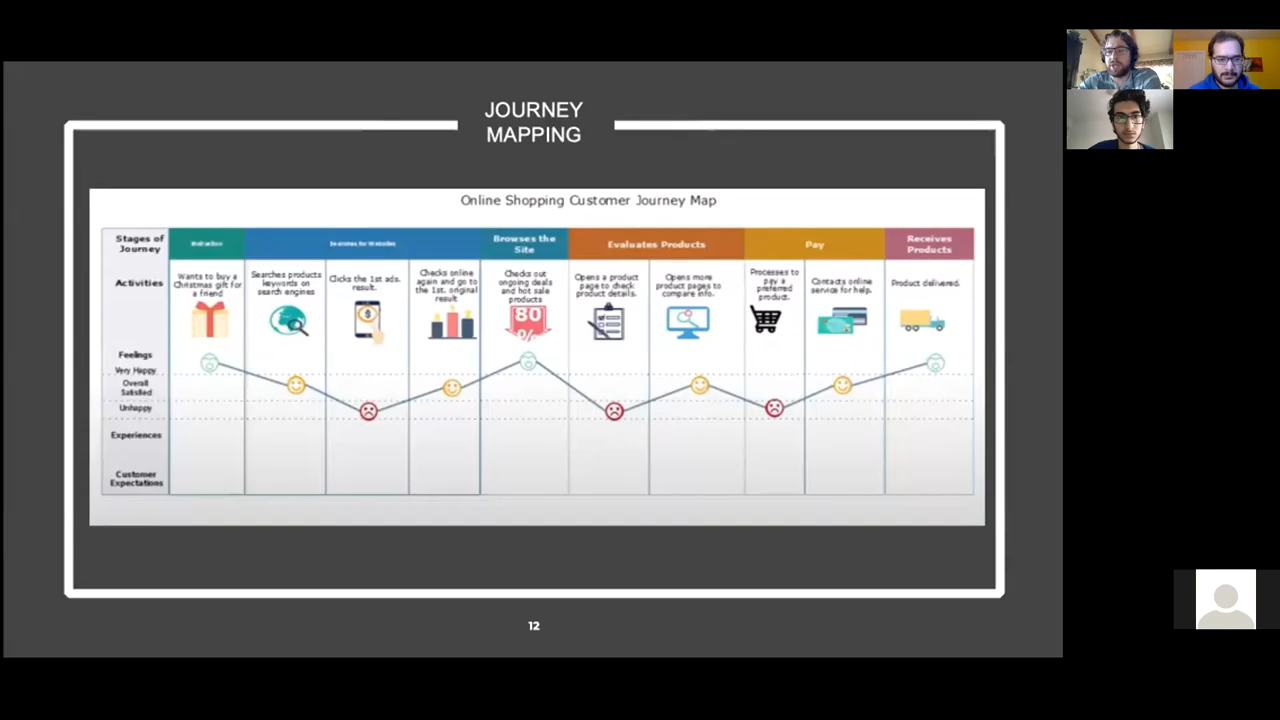 JOURNEY
MAPPING
Online Shopping Customer Journey Map
Stages of
Journey
Motivation
Searches for Websites
Browses the
Site
Evaluates Products
Pay
Receives
Products
Activities
Wants to buy a
Christmas gift for
a friend
Searches products
keywords on
search engines
Clicks the 1st ads.
result.
Checks online
again and go to
the 1st. original
result
Checks out
ongoing deals
and hot sale
products
Opens a product
page to check
product details.
Opens more
product pages to
compare info.
Processes to
pay a
preferred
product.
Contacts online
service for help.
Product delivered.
80
%
Feelings
Very Happy
Overall
Satisfied
Unhappy
Experiences
Customer
Expectations
12